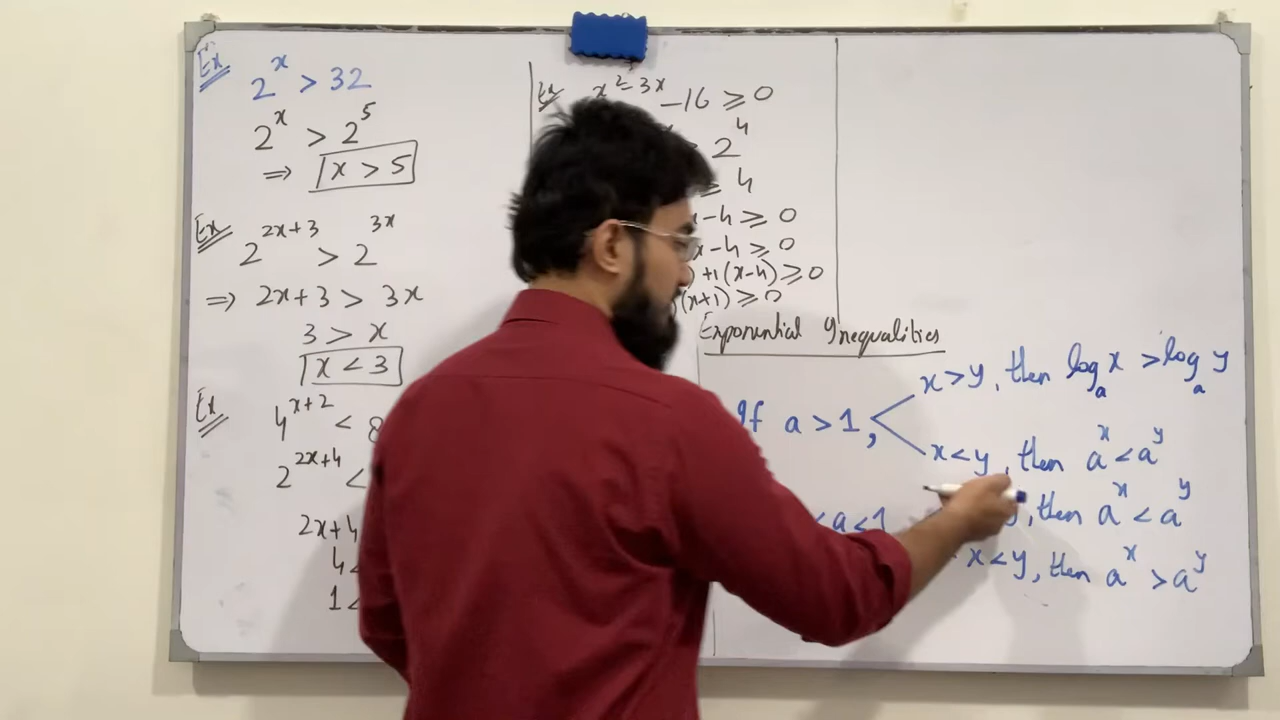 Ex
2^x > 32
2^x > 2^5
⇒ x > 5
Ex
2^(2x+3) > 2^(3x)
⇒ 2x+3 > 3x
3 > x
x < 3
Ex
4^(x+2) < 8
2^(2x+4) <
2x+4
4 <
1 <
Ex x²-3x -16 ⩾ 0
2^4
4
x-4 ⩾ 0
x-4 ⩾ 0
) +1(x-4) ⩾ 0
(x+1) ⩾ 0
Exponential Inequalities
If a > 1, x > y, then log_a x > log_a y
x < y, then a^x < a^y
< a < 1 y, then a^x < a^y
x < y, then a^x > a^y